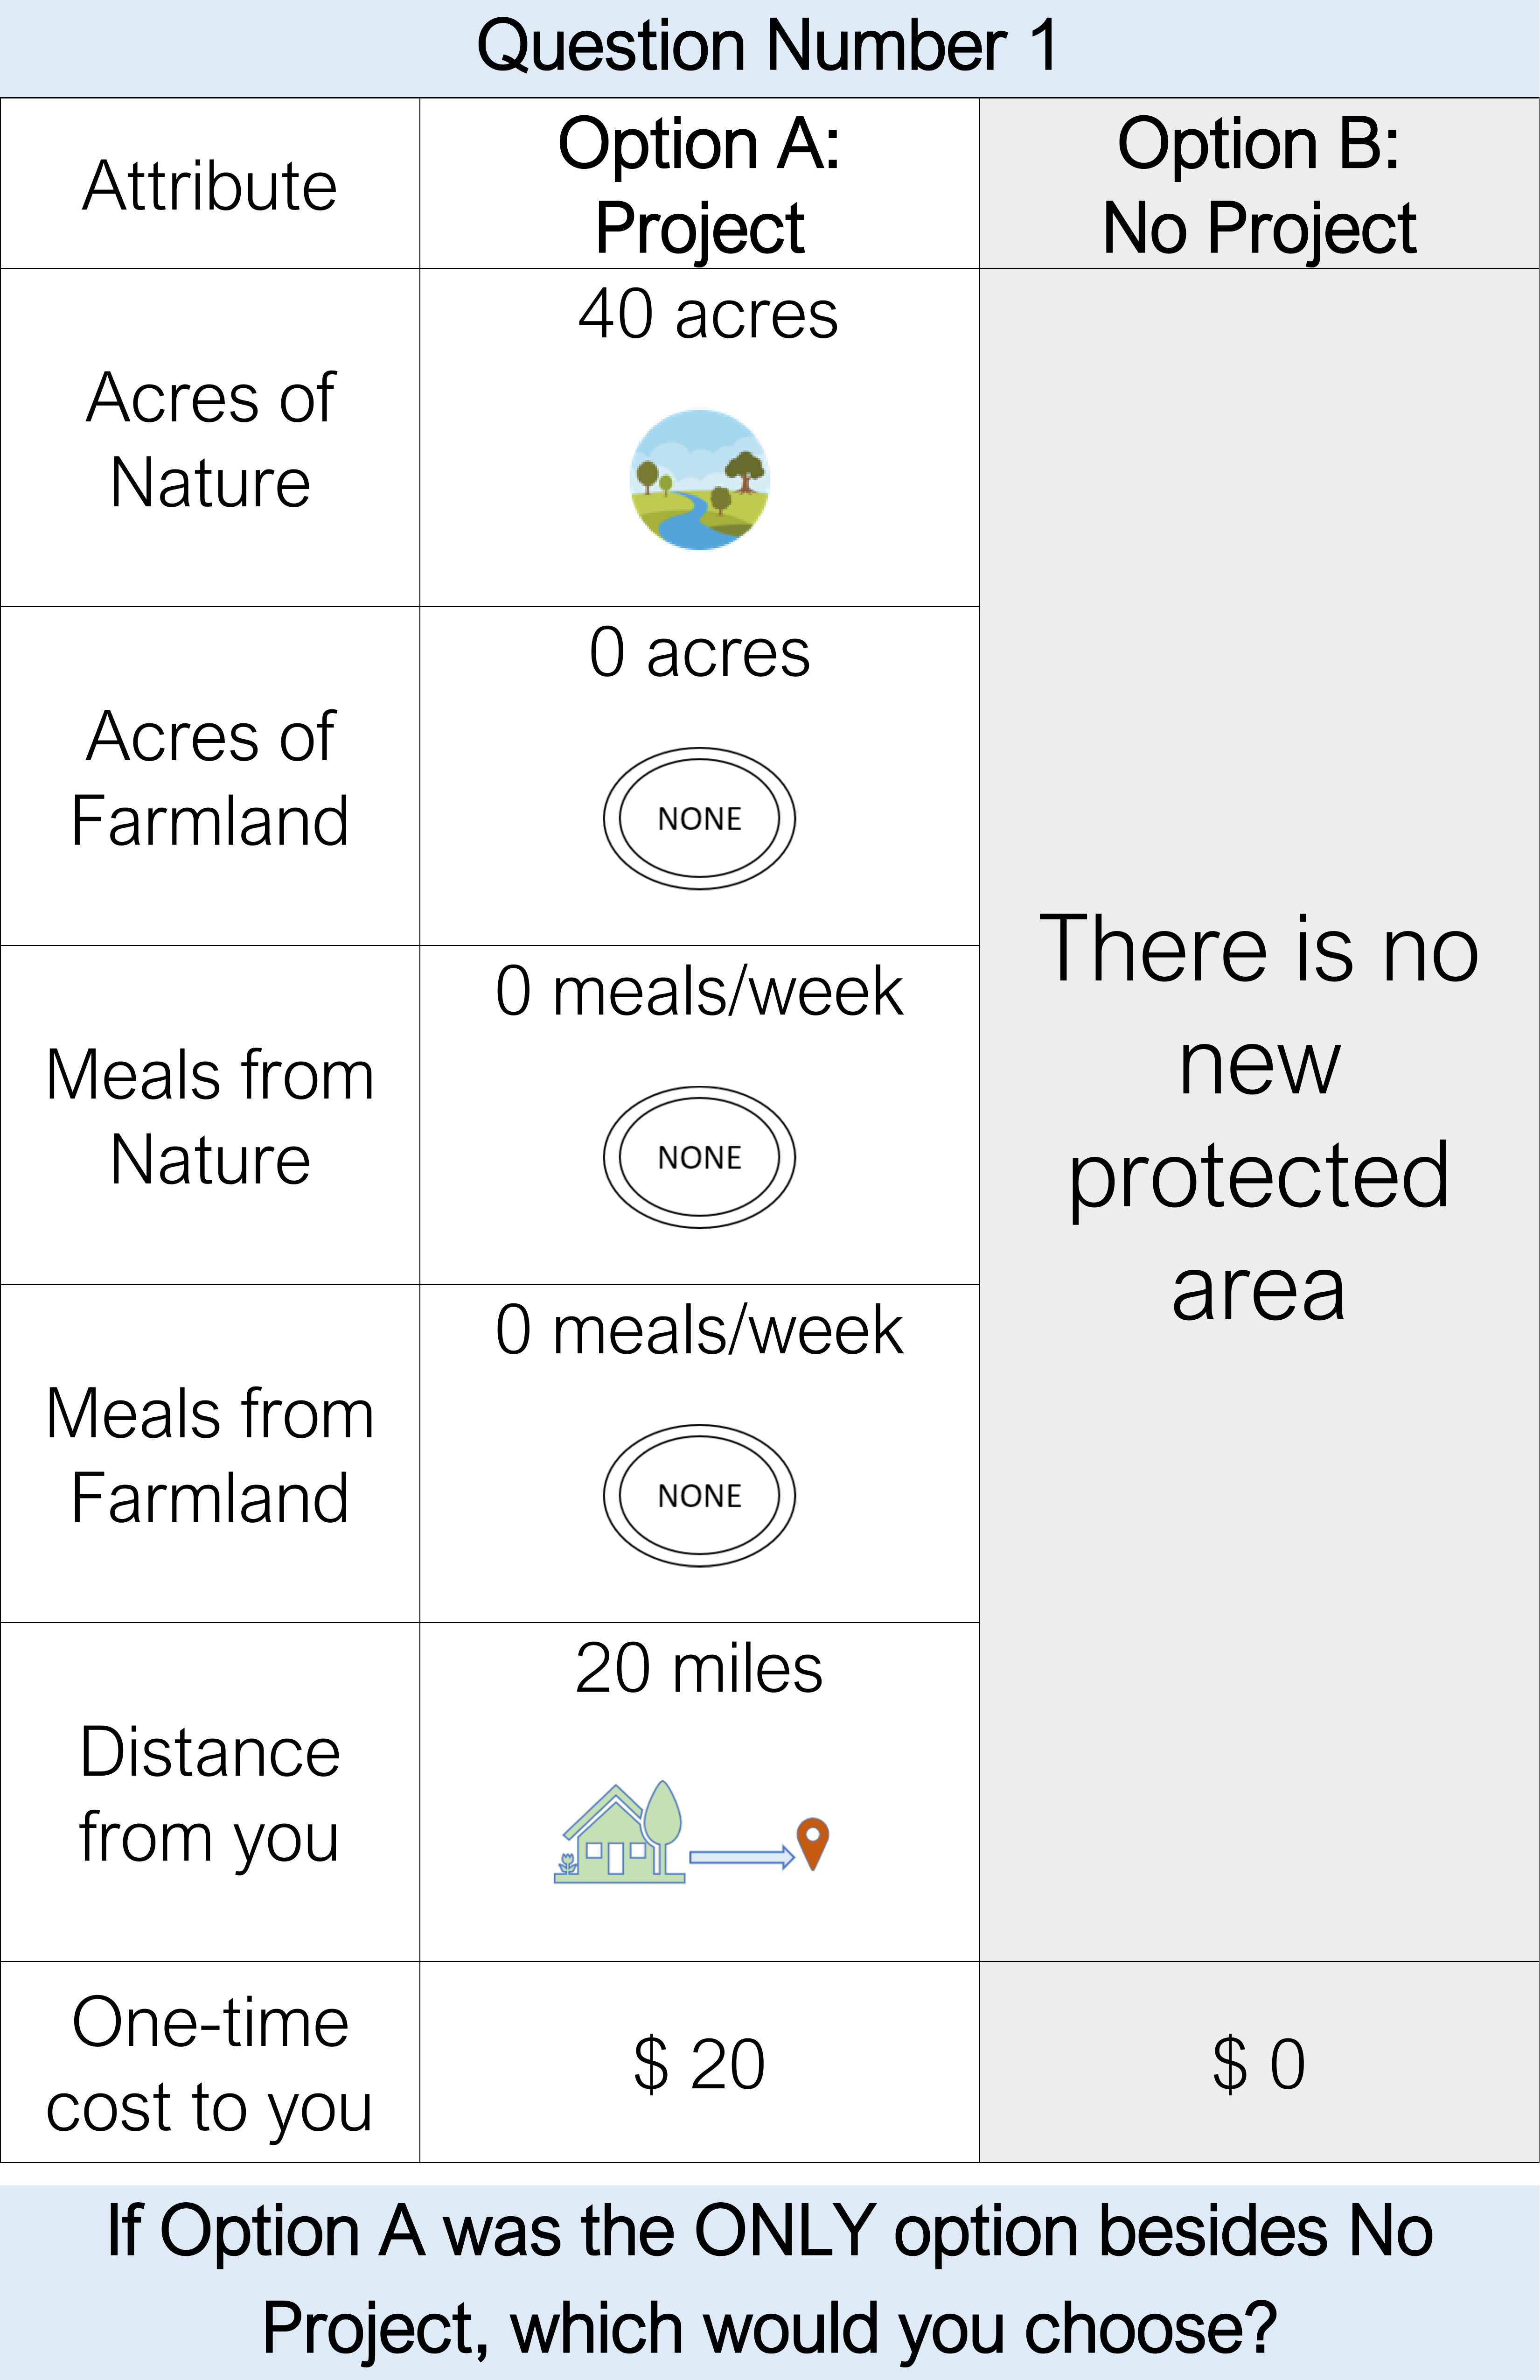 Question Number 1
Attribute
Option A:
Project
Option B:
No Project
Acres of
Nature
40 acres
Acres of
Farmland
0 acres
NONE
Meals from
Nature
0 meals/week
NONE
Meals from
Farmland
0 meals/week
NONE
Distance
from you
20 miles
There is no
new
protected
area
One-time
cost to you
$ 20
$ 0
If Option A was the ONLY option besides No
Project, which would you choose?